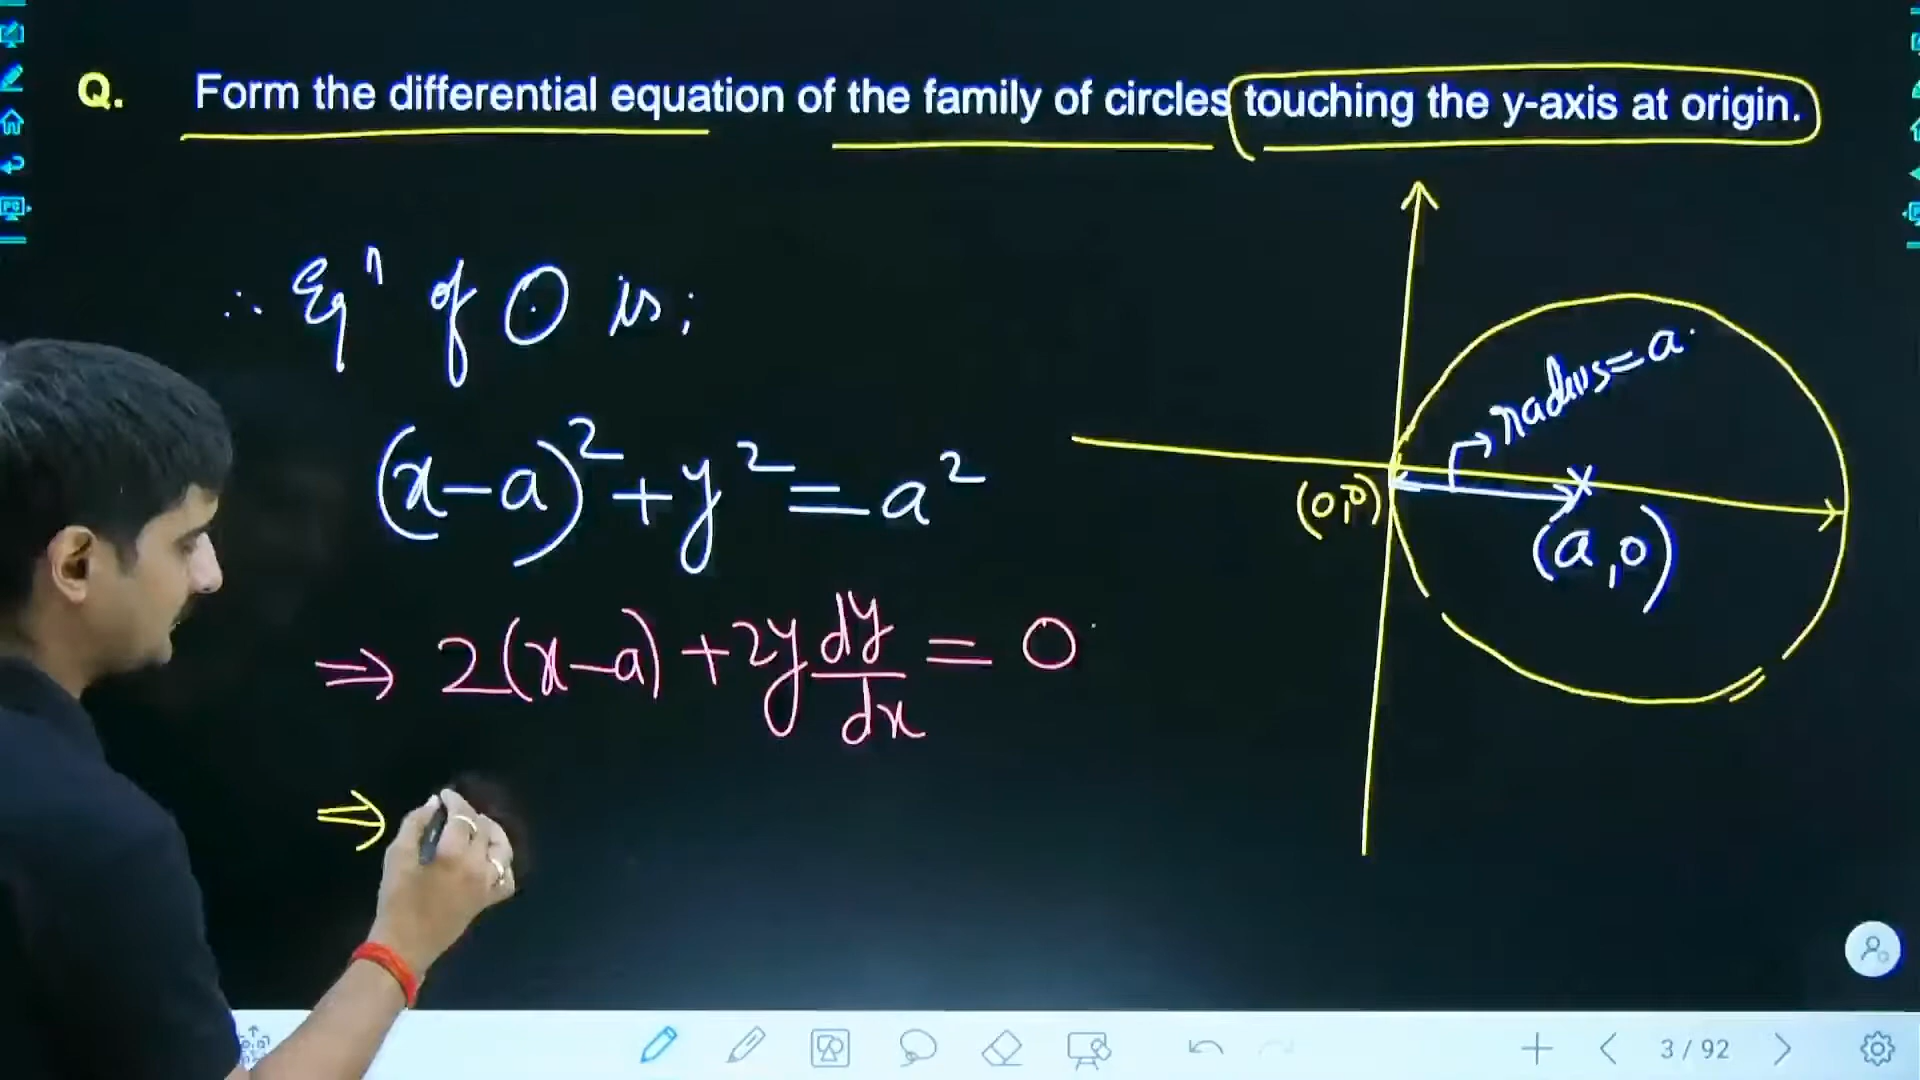 Q. Form the differential equation of the family of circles touching the y-axis at origin.
∴ Eqⁿ of O is;
(x-a)²+y²=a²
⇒ 2(x-a)+2y dy/dx = 0
⇒
radius=a
(0,0)
(a,0)
PC
3 / 92